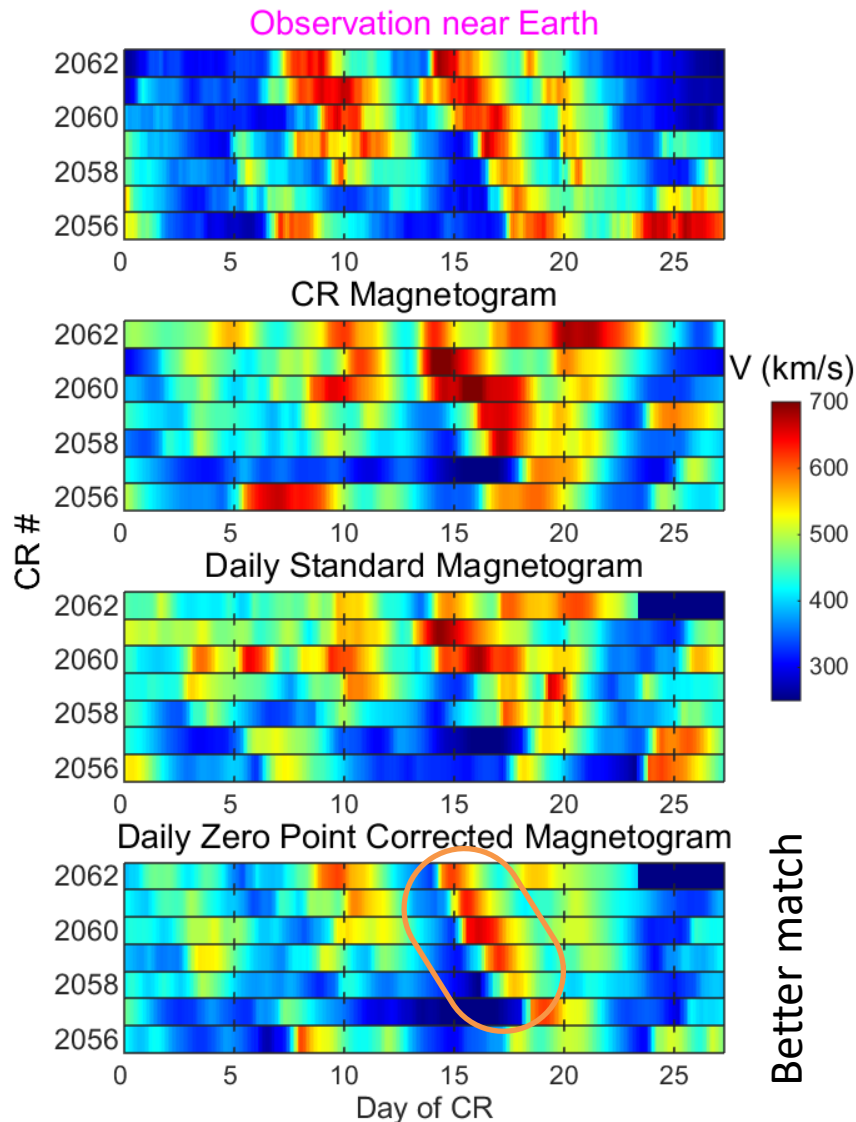 Observation near Earth
2062
2060
2058
2056
0 5 10 15 20 25
CR Magnetogram
2062
2060
2058
2056
0 5 10 15 20 25
V (km/s)
700
600
500
400
300
CR #
Daily Standard Magnetogram
2062
2060
2058
2056
0 5 10 15 20 25
Daily Zero Point Corrected Magnetogram
2062
2060
2058
2056
0 5 10 15 20 25
Day of CR
Better match